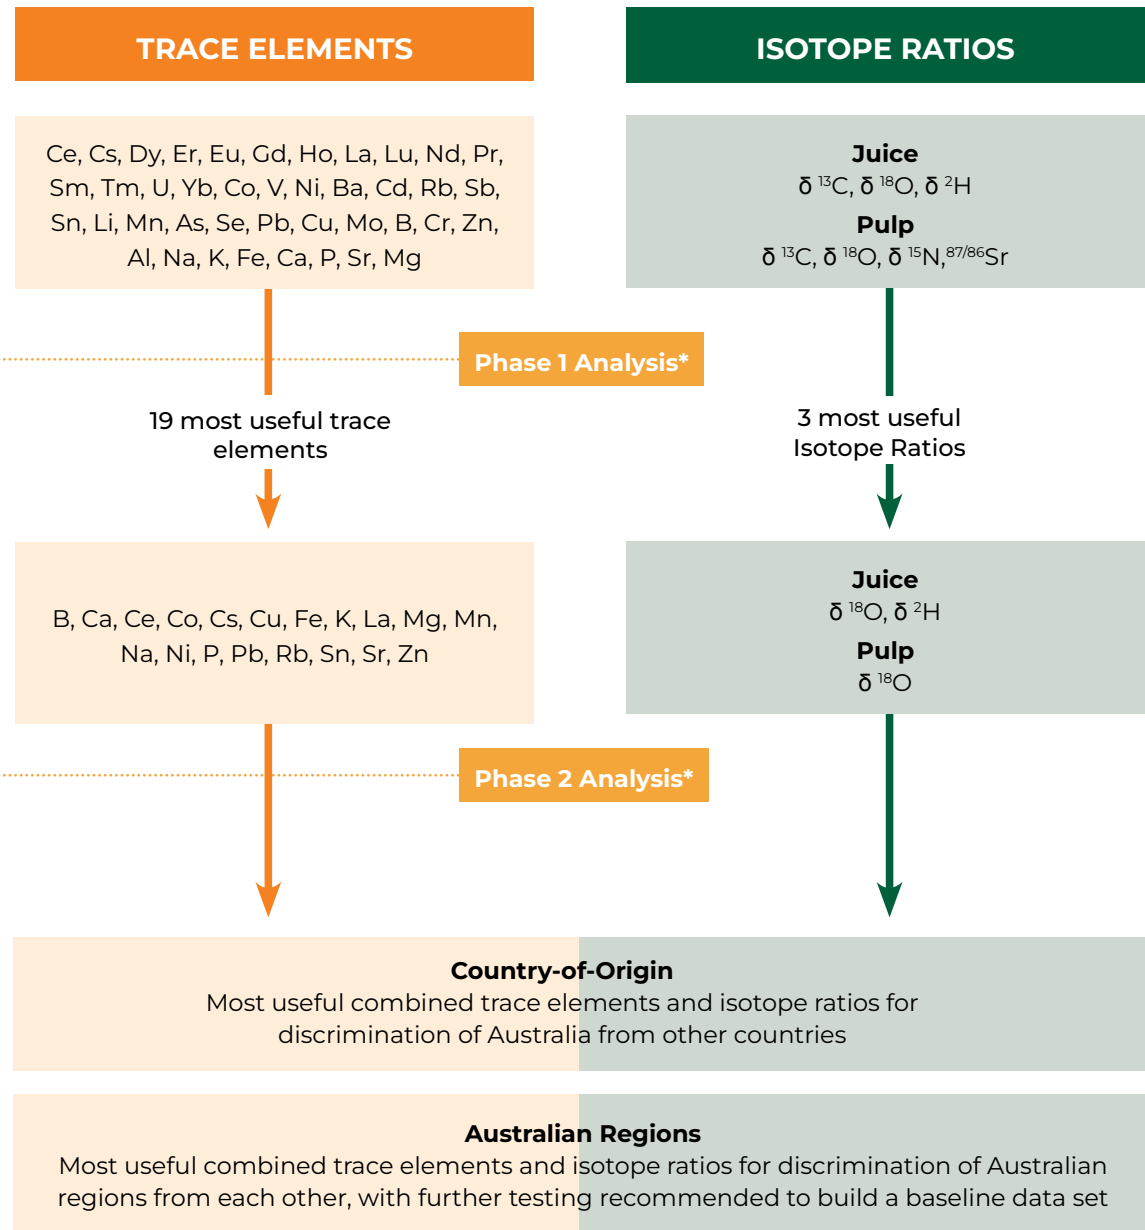 TRACE ELEMENTS
Ce, Cs, Dy, Er, Eu, Gd, Ho, La, Lu, Nd, Pr,
Sm, Tm, U, Yb, Co, V, Ni, Ba, Cd, Rb, Sb,
Sn, Li, Mn, As, Se, Pb, Cu, Mo, B, Cr, Zn,
Al, Na, K, Fe, Ca, P, Sr, Mg
ISOTOPE RATIOS
Juice
δ ¹³C, δ ¹⁸O, δ ²H
Pulp
δ ¹³C, δ ¹⁸O, δ ¹⁵N,⁸⁷/⁸⁶Sr
Phase 1 Analysis*
19 most useful trace
elements
3 most useful
Isotope Ratios
B, Ca, Ce, Co, Cs, Cu, Fe, K, La, Mg, Mn,
Na, Ni, P, Pb, Rb, Sn, Sr, Zn
Juice
δ ¹⁸O, δ ²H
Pulp
δ ¹⁸O
Phase 2 Analysis*
Country-of-Origin
Most useful combined trace elements and isotope ratios for
discrimination of Australia from other countries
Australian Regions
Most useful combined trace elements and isotope ratios for discrimination of Australian
regions from each other, with further testing recommended to build a baseline data set